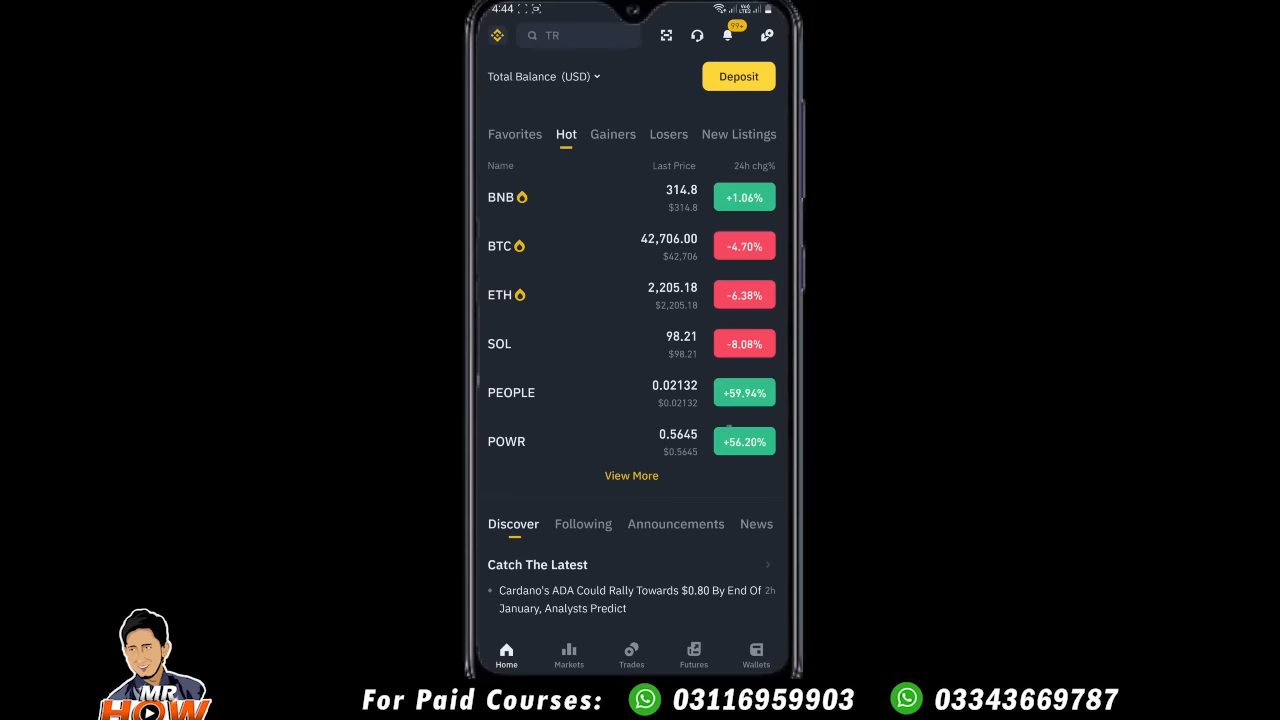 4:44
99+
TR
Total Balance (USD)
Deposit
Favorites Hot Gainers Losers New Listings
Name Last Price 24h chg%
BNB 314.8 +1.06%
$314.8
BTC 42,706.00 -4.70%
$42,706
ETH 2,205.18 -6.38%
$2,205.18
SOL 98.21 -8.08%
$98.21
PEOPLE 0.02132 +59.94%
$0.02132
POWR 0.5645 +56.20%
$0.5645
View More
Discover Following Announcements News
Catch The Latest
Cardano's ADA Could Rally Towards $0.80 By End Of 2h
January, Analysts Predict
Home Markets Trades Futures Wallets
MR
HOW
For Paid Courses: 03116959903 03343669787